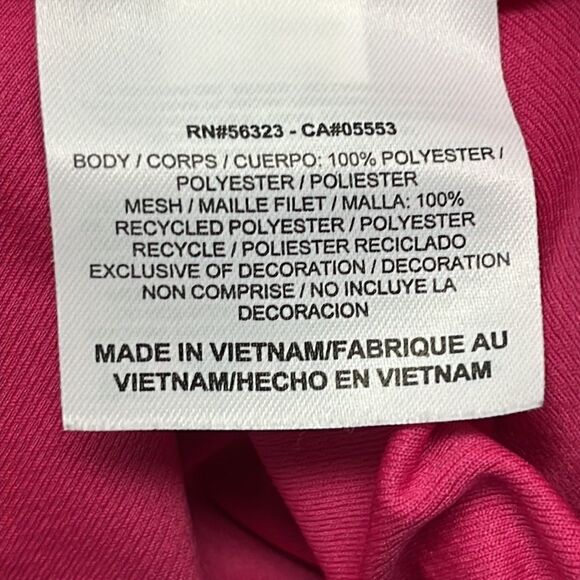 RN#56323 - CA#05553
BODY / CORPS / CUERPO: 100% POLYESTER /
POLYESTER / POLIESTER
MESH / MAILLE FILET / MALLA: 100%
RECYCLED POLYESTER / POLYESTER
RECYCLE / POLIESTER RECICLADO
EXCLUSIVE OF DECORATION / DECORATION
NON COMPRISE / NO INCLUYE LA
DECORACION
MADE IN VIETNAM/FABRIQUE AU
VIETNAM/HECHO EN VIETNAM